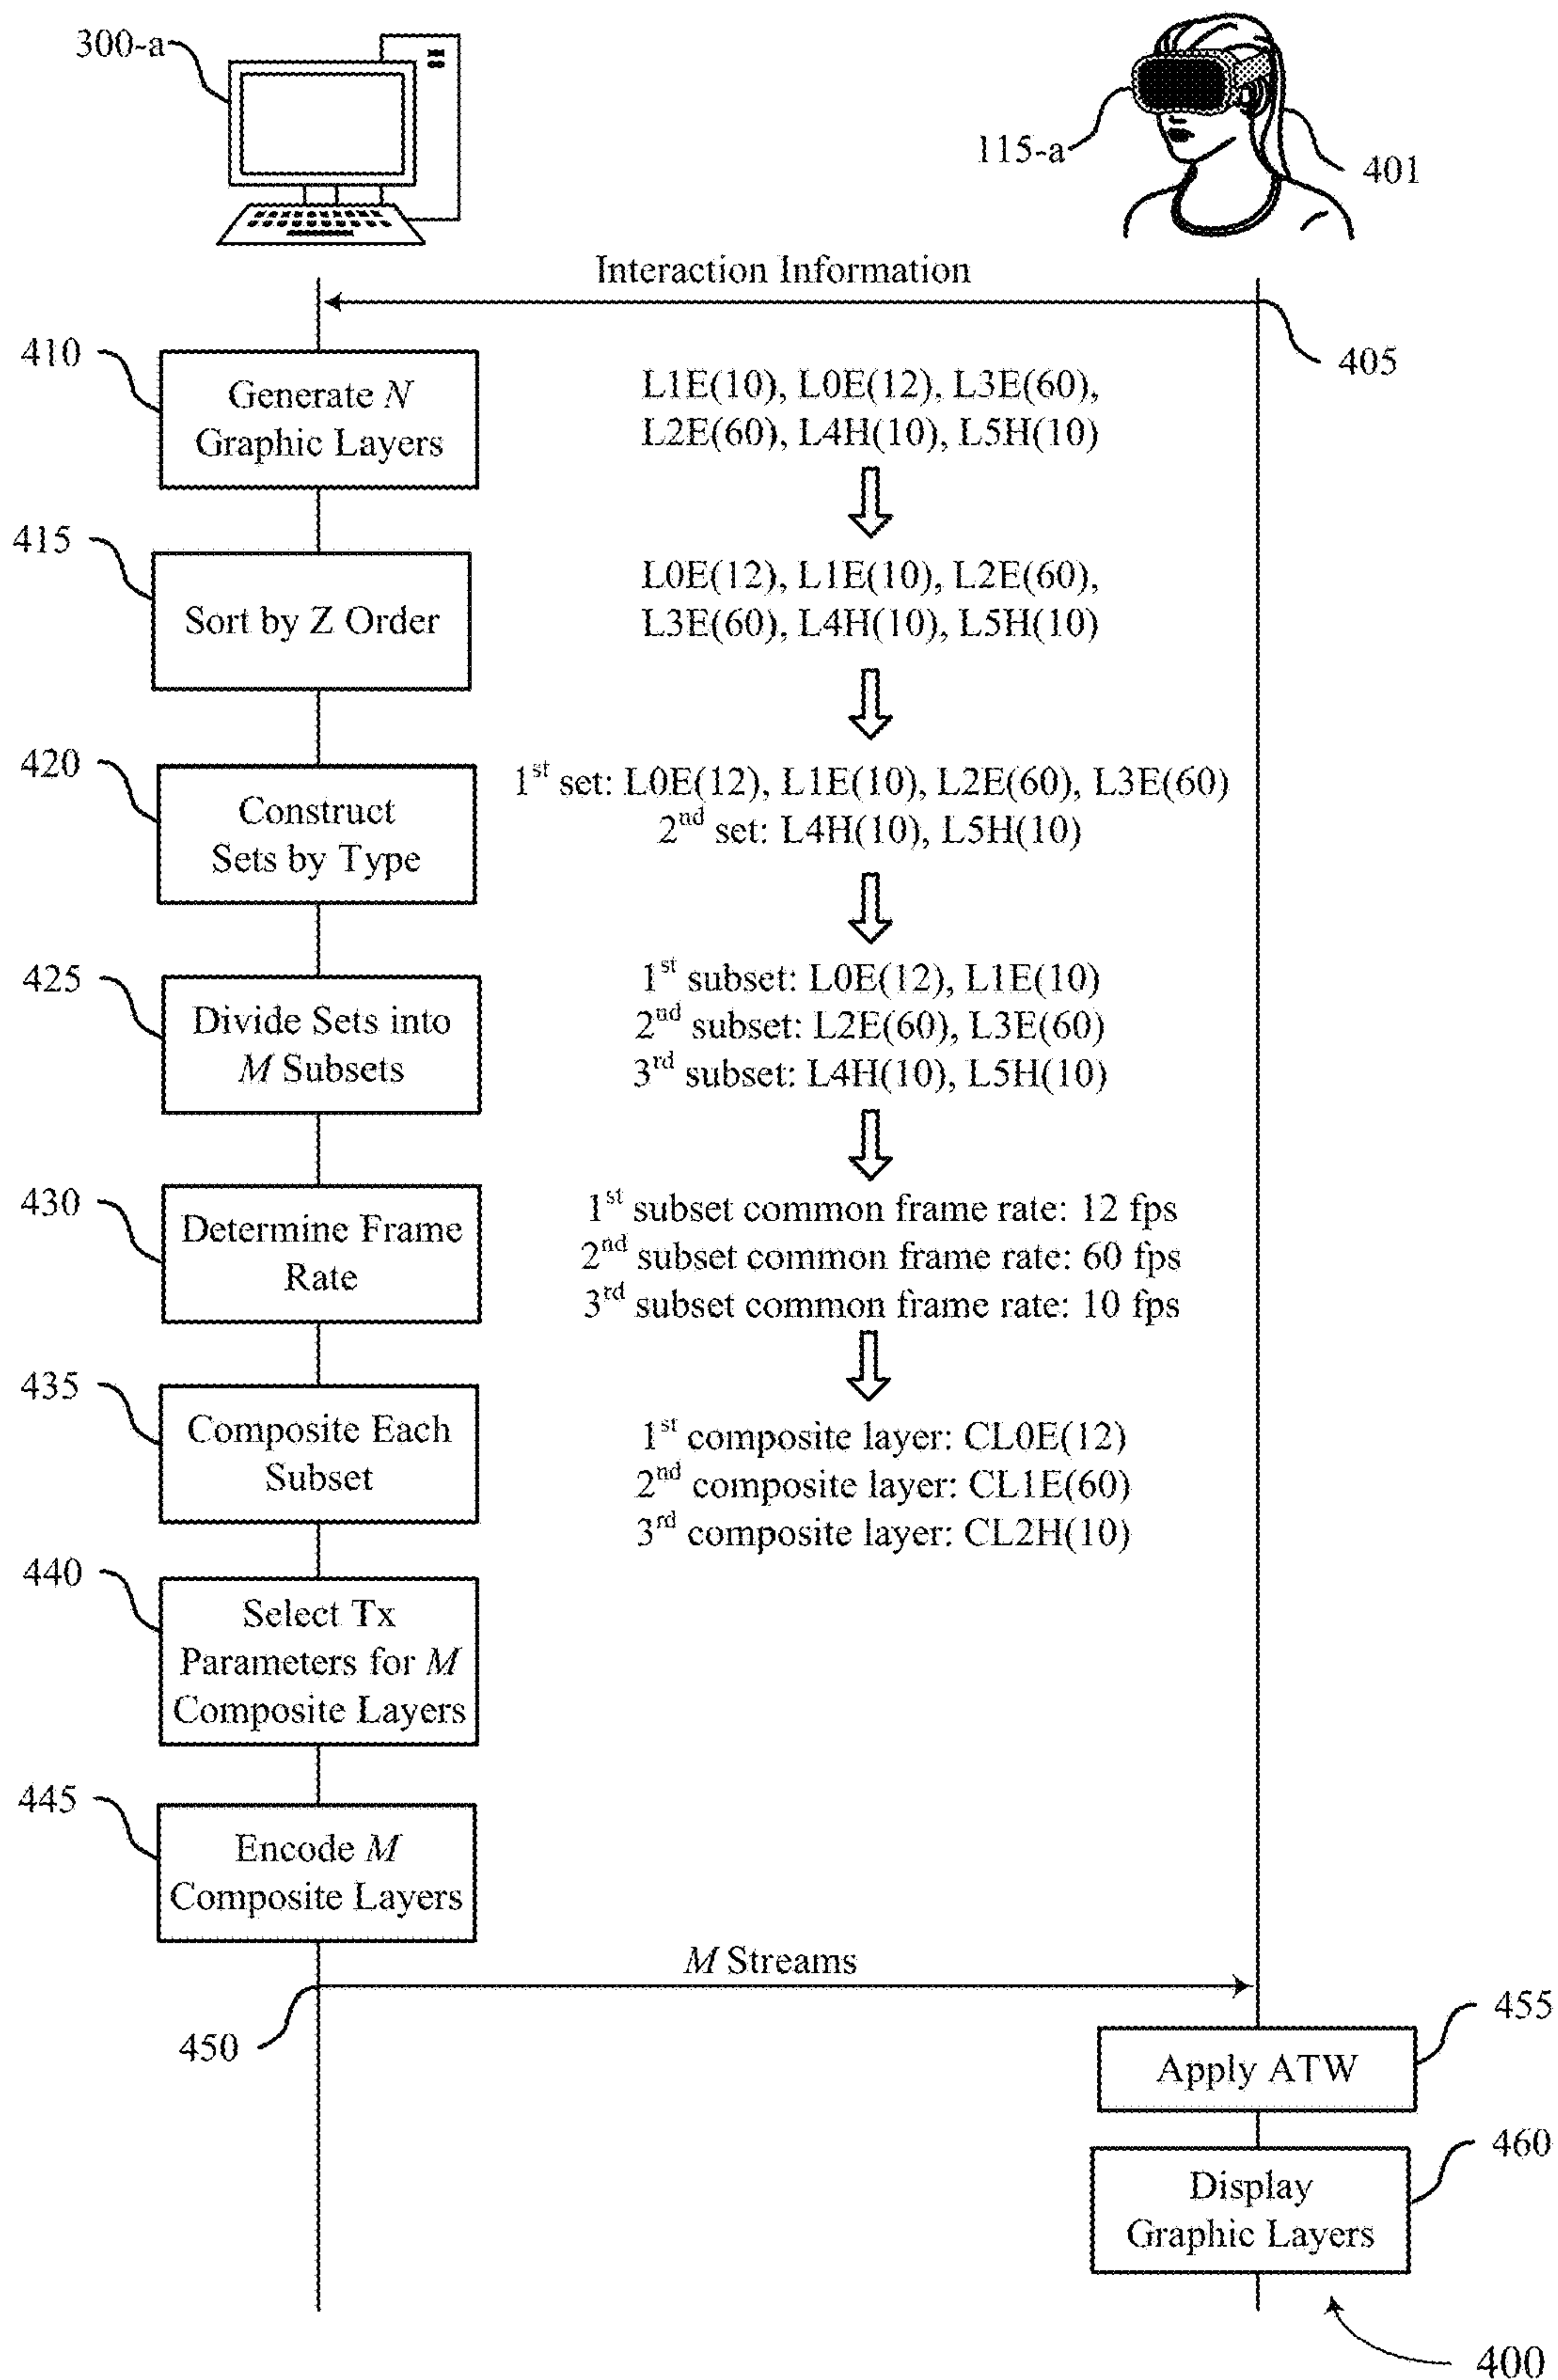 300-a
115-a
401
Interaction Information
405
410
Generate N
Graphic Layers
L1E(10), L0E(12), L3E(60),
L2E(60), L4H(10), L5H(10)
415
Sort by Z Order
L0E(12), L1E(10), L2E(60),
L3E(60), L4H(10), L5H(10)
420
Construct
Sets by Type
1st set: L0E(12), L1E(10), L2E(60), L3E(60)
2nd set: L4H(10), L5H(10)
425
Divide Sets into
M Subsets
1st subset: L0E(12), L1E(10)
2nd subset: L2E(60), L3E(60)
3rd subset: L4H(10), L5H(10)
430
Determine Frame
Rate
1st subset common frame rate: 12 fps
2nd subset common frame rate: 60 fps
3rd subset common frame rate: 10 fps
435
Composite Each
Subset
1st composite layer: CL0E(12)
2nd composite layer: CL1E(60)
3rd composite layer: CL2H(10)
440
Select Tx
Parameters for M
Composite Layers
445
Encode M
Composite Layers
M Streams
450
455
Apply ATW
460
Display
Graphic Layers
400